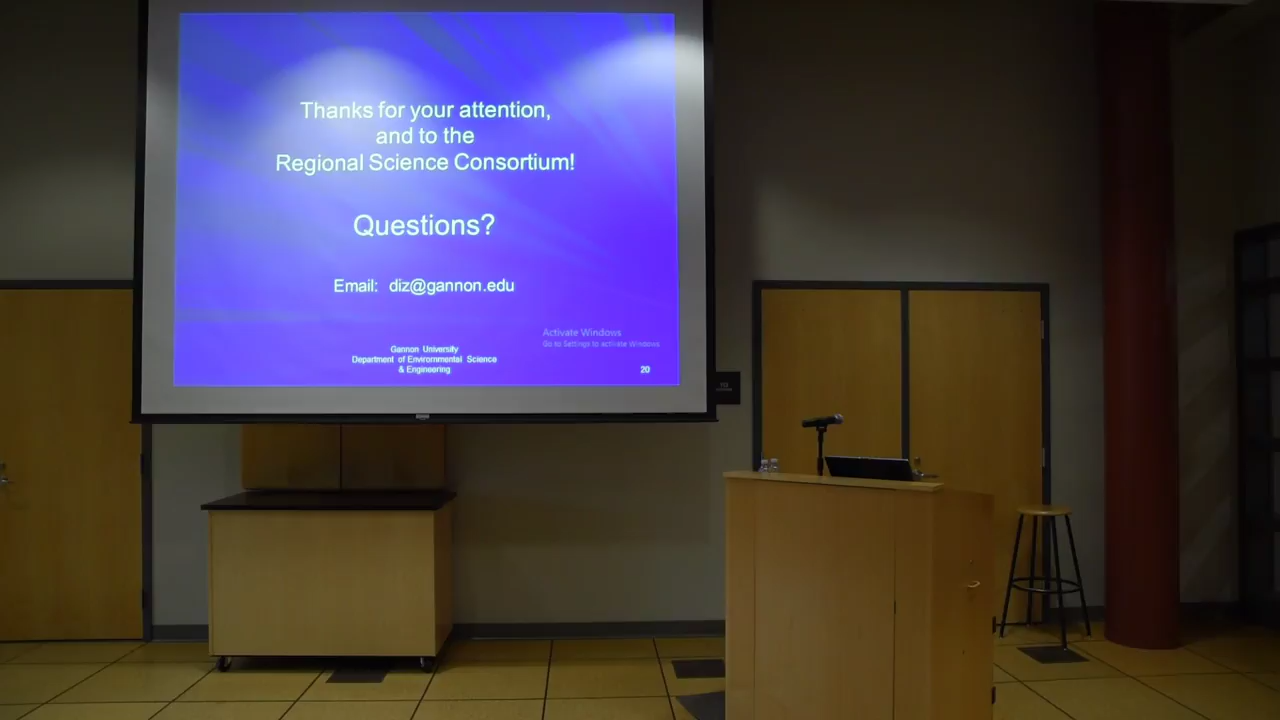 Thanks for your attention,
and to the
Regional Science Consortium!
Questions?
Email: diz@gannon.edu
Activate Windows
Go to Settings to activate Windows
Gannon University
Department of Environmental Science
& Engineering
20